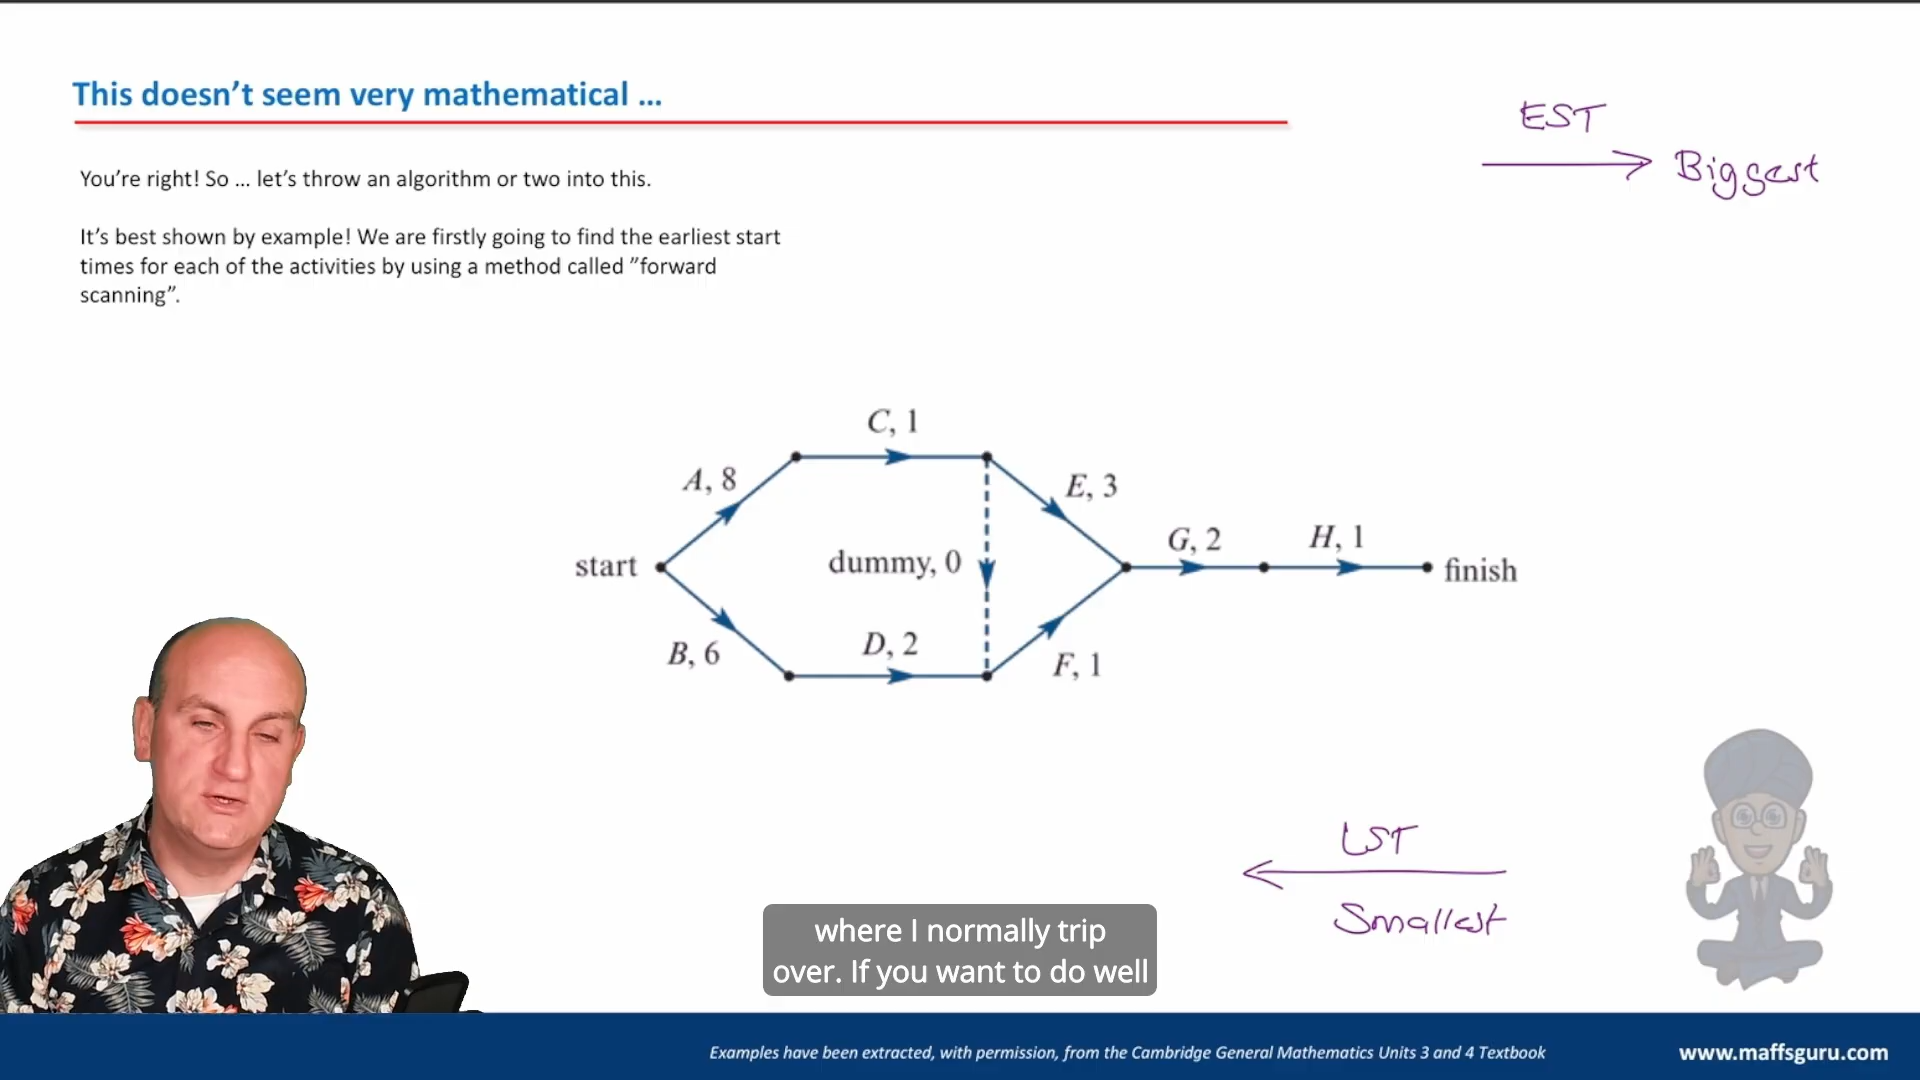 This doesn’t seem very mathematical ...
EST
Biggest
You’re right! So ... let’s throw an algorithm or two into this.
It’s best shown by example! We are firstly going to find the earliest start
times for each of the activities by using a method called ”forward
scanning”.
C, 1
A, 8
E, 3
G, 2
H, 1
start
dummy, 0
finish
B, 6
D, 2
F, 1
LST
Smallest
where I normally trip
over. If you want to do well
Examples have been extracted, with permission, from the Cambridge General Mathematics Units 3 and 4 Textbook
www.maffsguru.com